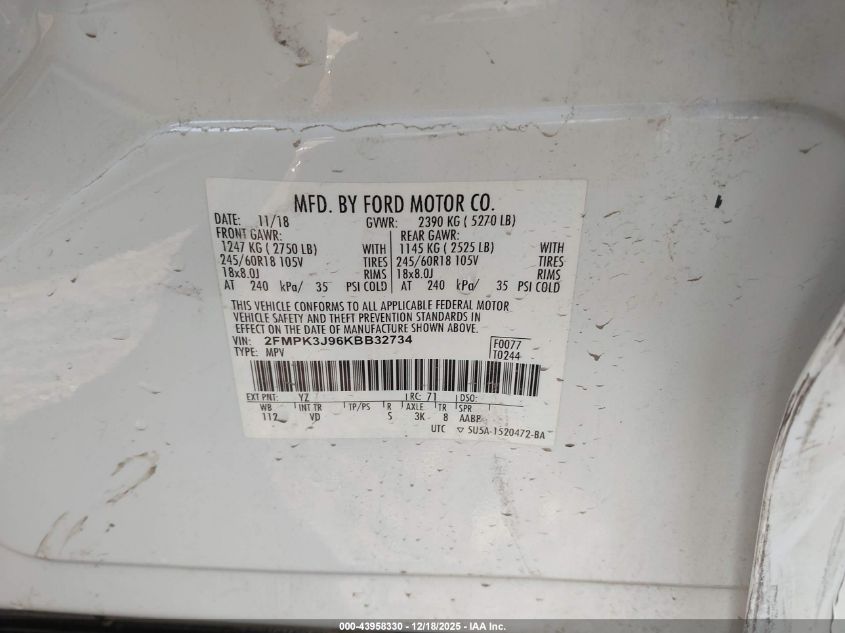 MFD. BY FORD MOTOR CO.
DATE: 11/18 GVWR: 2390 KG ( 5270 LB)
FRONT GAWR: REAR GAWR:
1247 KG ( 2750 LB) WITH 1145 KG ( 2525 LB) WITH
245/60R18 105V TIRES 245/60R18 105V TIRES
18x8.0J RIMS 18x8.0J RIMS
AT 240 kPa/ 35 PSI COLD AT 240 kPa/ 35 PSI COLD
THIS VEHICLE CONFORMS TO ALL APPLICABLE FEDERAL MOTOR
VEHICLE SAFETY AND THEFT PREVENTION STANDARDS IN
EFFECT ON THE DATE OF MANUFACTURE SHOWN ABOVE.
VIN: 2FMPK3J96KBB32734 F0077
TYPE: MPV T0244
EXT PNT: YZ RC: 71 DSO:
WB INT TR TP/PS R AXLE TR SPR
112 VD S 3K 8 AABP
UTC ▽ 5U5A-1520472-BA
000-43958330 - 12/18/2025 - IAA Inc.